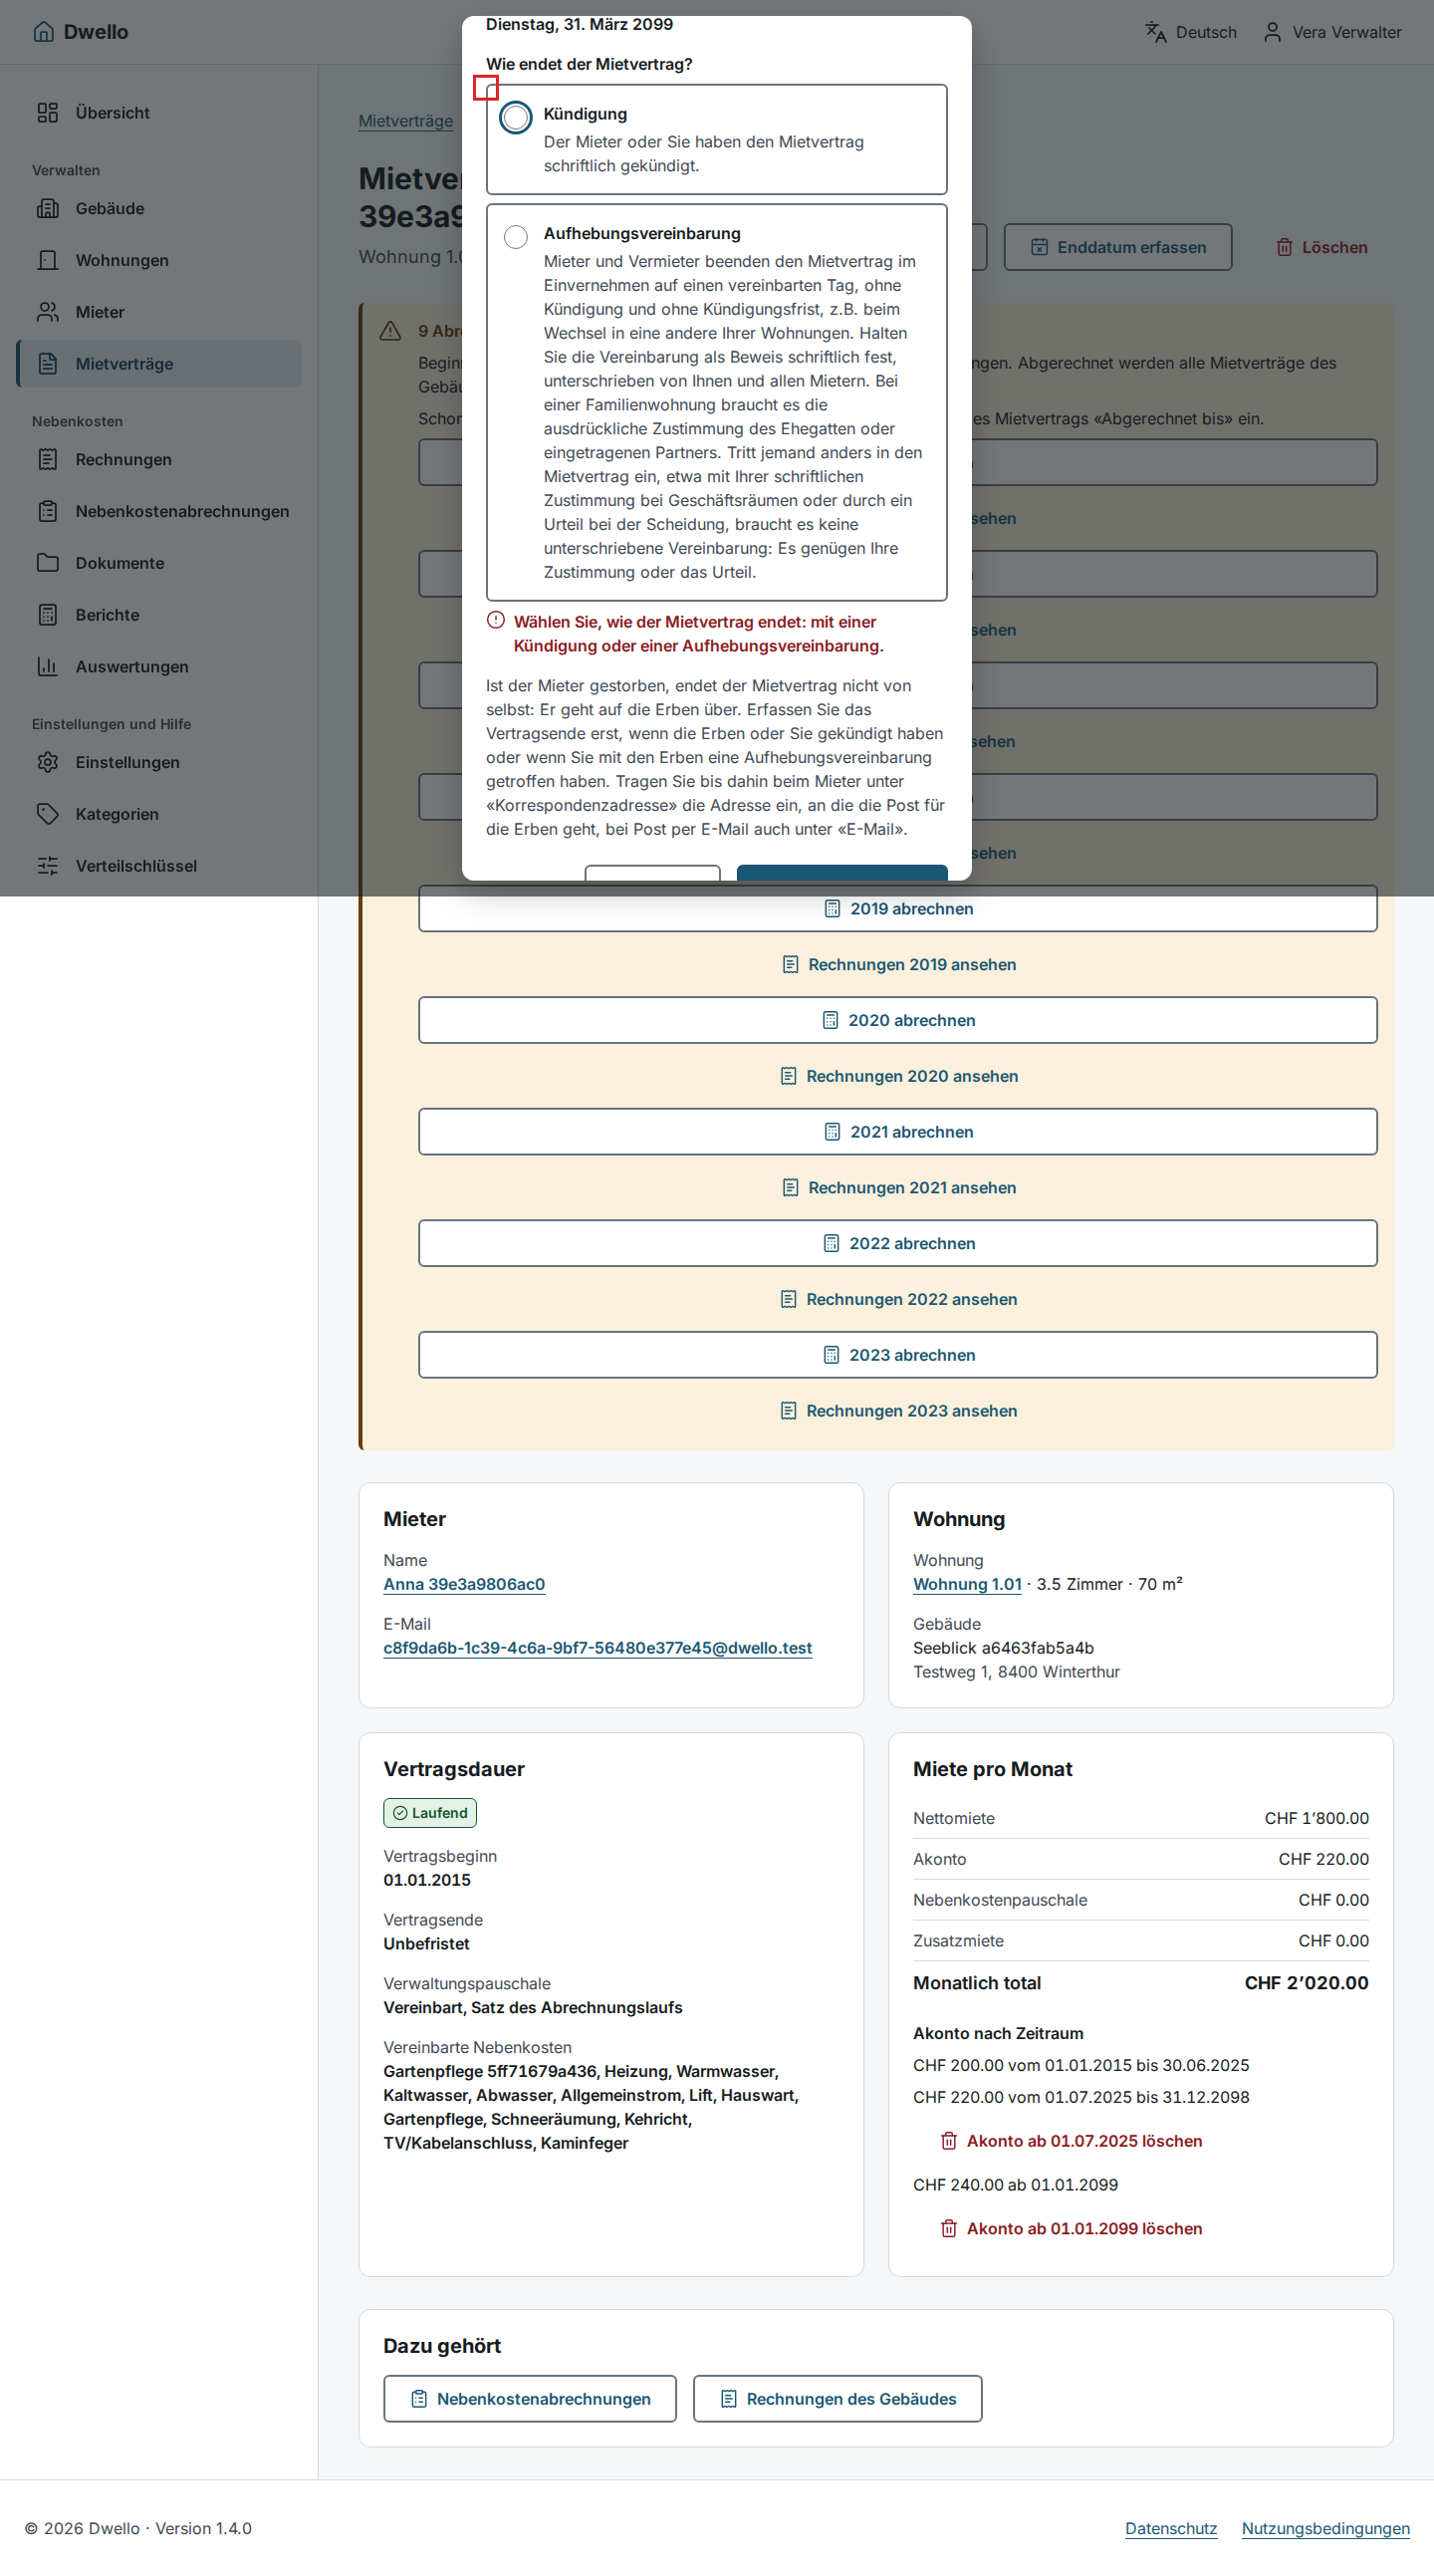 Dwello
Deutsch
Vera Verwalter
Übersicht
Verwalten
Gebäude
Wohnungen
Mieter
Mietverträge
Nebenkosten
Rechnungen
Nebenkostenabrechnungen
Dokumente
Berichte
Auswertungen
Einstellungen und Hilfe
Einstellungen
Kategorien
Verteilschlüssel
Mietverträge
Wohnung
Enddatum erfassen
Löschen
ngen. Abgerechnet werden alle Mietverträge des
es Mietvertrags «Abgerechnet bis» ein.
Dienstag, 31. März 2099
Wie endet der Mietvertrag?
Kündigung
Der Mieter oder Sie haben den Mietvertrag
schriftlich gekündigt.
Aufhebungsvereinbarung
Mieter und Vermieter beenden den Mietvertrag im
Einvernehmen auf einen vereinbarten Tag, ohne
Kündigung und ohne Kündigungsfrist, z.B. beim
Wechsel in eine andere Ihrer Wohnungen. Halten
Sie die Vereinbarung als Beweis schriftlich fest,
unterschrieben von Ihnen und allen Mietern. Bei
einer Familienwohnung braucht es die
ausdrückliche Zustimmung des Ehegatten oder
eingetragenen Partners. Tritt jemand anders in den
Mietvertrag ein, etwa mit Ihrer schriftlichen
Zustimmung bei Geschäftsräumen oder durch ein
Urteil bei der Scheidung, braucht es keine
unterschriebene Vereinbarung: Es genügen Ihre
Zustimmung oder das Urteil.
Wählen Sie, wie der Mietvertrag endet: mit einer
Kündigung oder einer Aufhebungsvereinbarung.
Ist der Mieter gestorben, endet der Mietvertrag nicht von
selbst: Er geht auf die Erben über. Erfassen Sie das
Vertragsende erst, wenn die Erben oder Sie gekündigt haben
oder wenn Sie mit den Erben eine Aufhebungsvereinbarung
getroffen haben. Tragen Sie bis dahin beim Mieter unter
«Korrespondenzadresse» die Adresse ein, an die die Post für
die Erben geht, bei Post per E-Mail auch unter «E-Mail».
2019 abrechnen
Rechnungen 2019 ansehen
2020 abrechnen
Rechnungen 2020 ansehen
2021 abrechnen
Rechnungen 2021 ansehen
2022 abrechnen
Rechnungen 2022 ansehen
2023 abrechnen
Rechnungen 2023 ansehen
Mieter
Name
Anna 39e3a9806ac0
E-Mail
c8f9da6b-1c39-4c6a-9bf7-56480e377e45@dwello.test
Wohnung
Wohnung
Wohnung 1.01 · 3.5 Zimmer · 70 m²
Gebäude
Seeblick a6463fab5a4b
Testweg 1, 8400 Winterthur
Vertragsdauer
Laufend
Vertragsbeginn
01.01.2015
Vertragsende
Unbefristet
Verwaltungspauschale
Vereinbart, Satz des Abrechnungslaufs
Vereinbarte Nebenkosten
Gartenpflege 5ff71679a436, Heizung, Warmwasser,
Kaltwasser, Abwasser, Allgemeinstrom, Lift, Hauswart,
Gartenpflege, Schneeräumung, Kehricht,
TV/Kabelanschluss, Kaminfeger
Miete pro Monat
Nettomiete CHF 1’800.00
Akonto CHF 220.00
Nebenkostenpauschale CHF 0.00
Zusatzmiete CHF 0.00
Monatlich total CHF 2’020.00
Akonto nach Zeitraum
CHF 200.00 vom 01.01.2015 bis 30.06.2025
CHF 220.00 vom 01.07.2025 bis 31.12.2098
Akonto ab 01.07.2025 löschen
CHF 240.00 ab 01.01.2099
Akonto ab 01.01.2099 löschen
Dazu gehört
Nebenkostenabrechnungen
Rechnungen des Gebäudes
© 2026 Dwello · Version 1.4.0
Datenschutz
Nutzungsbedingungen